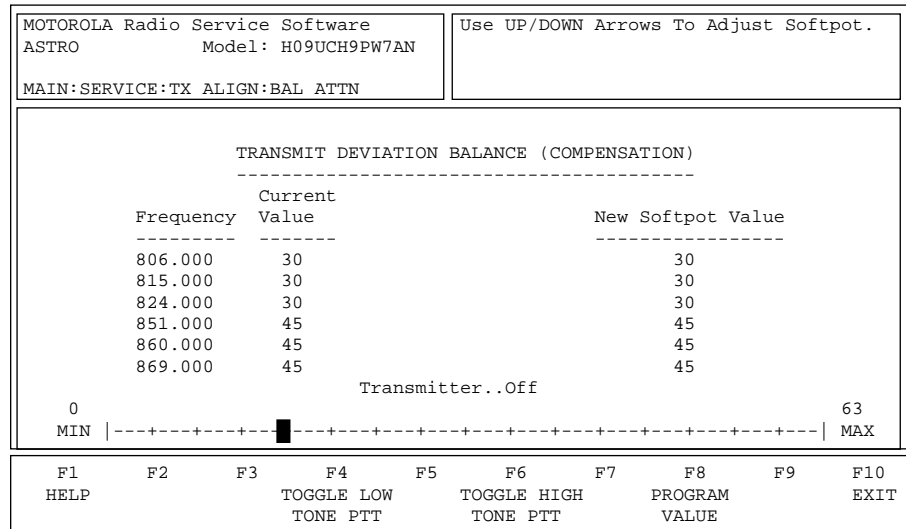 MOTOROLA Radio Service Software
ASTRO Model: H09UCH9PW7AN
MAIN:SERVICE:TX ALIGN:BAL ATTN
Use UP/DOWN Arrows To Adjust Softpot.
TRANSMIT DEVIATION BALANCE (COMPENSATION)
-----------------------------------------
Current
Frequency Value New Softpot Value
--------- ------- -----------------
806.000 30 30
815.000 30 30
824.000 30 30
851.000 45 45
860.000 45 45
869.000 45 45
Transmitter..Off
0 63
MIN |---+---+---+---█---+---+---+---+---+---+---+---+---+---+---| MAX
F1 F2 F3 F4 F5 F6 F7 F8 F9 F10
HELP TOGGLE LOW TOGGLE HIGH PROGRAM EXIT
TONE PTT TONE PTT VALUE